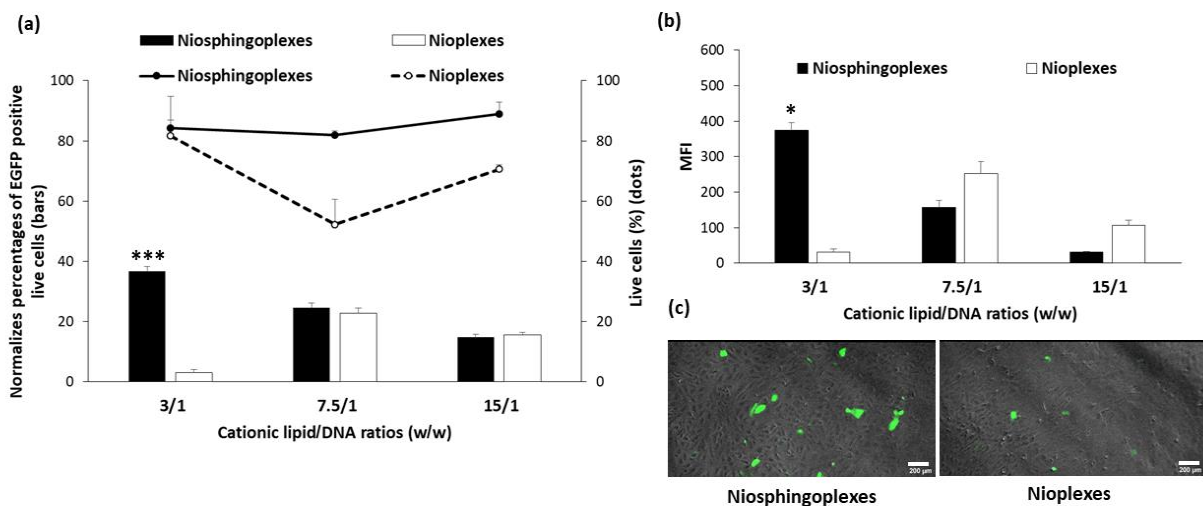 (a)
Niosphingoplexes
Nioplexes
Niosphingoplexes
Nioplexes
Normalizes percentages of EGFP positive
live cells (bars)
100
80
60
40
20
0
***
100
80
60
40
20
0
Live cells (%) (dots)
3/1
7.5/1
15/1
Cationic lipid/DNA ratios (w/w)
(b)
Niosphingoplexes
Nioplexes
MFI
600
500
400
300
200
100
0
*
3/1
7.5/1
15/1
Cationic lipid/DNA ratios (w/w)
(c)
200 μm
200 μm
Niosphingoplexes
Nioplexes